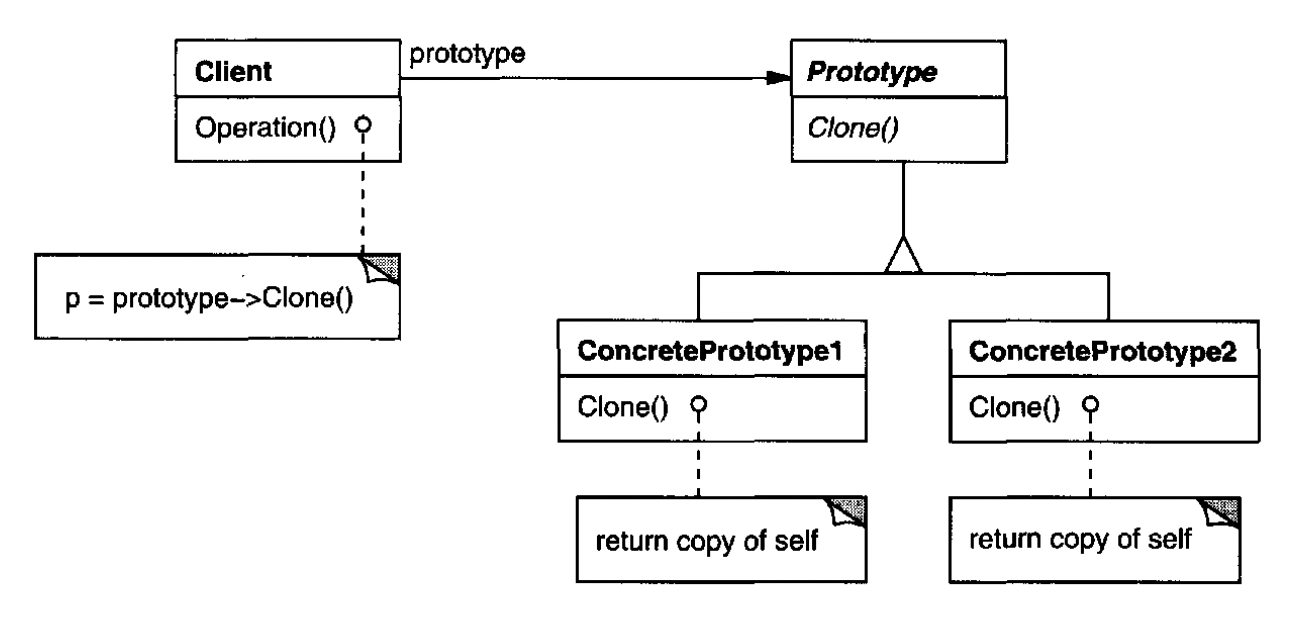 prototype
Client
Prototype
Operation()
Clone()
p = prototype–>Clone()
ConcretePrototype1
ConcretePrototype2
Clone()
Clone()
return copy of self
return copy of self